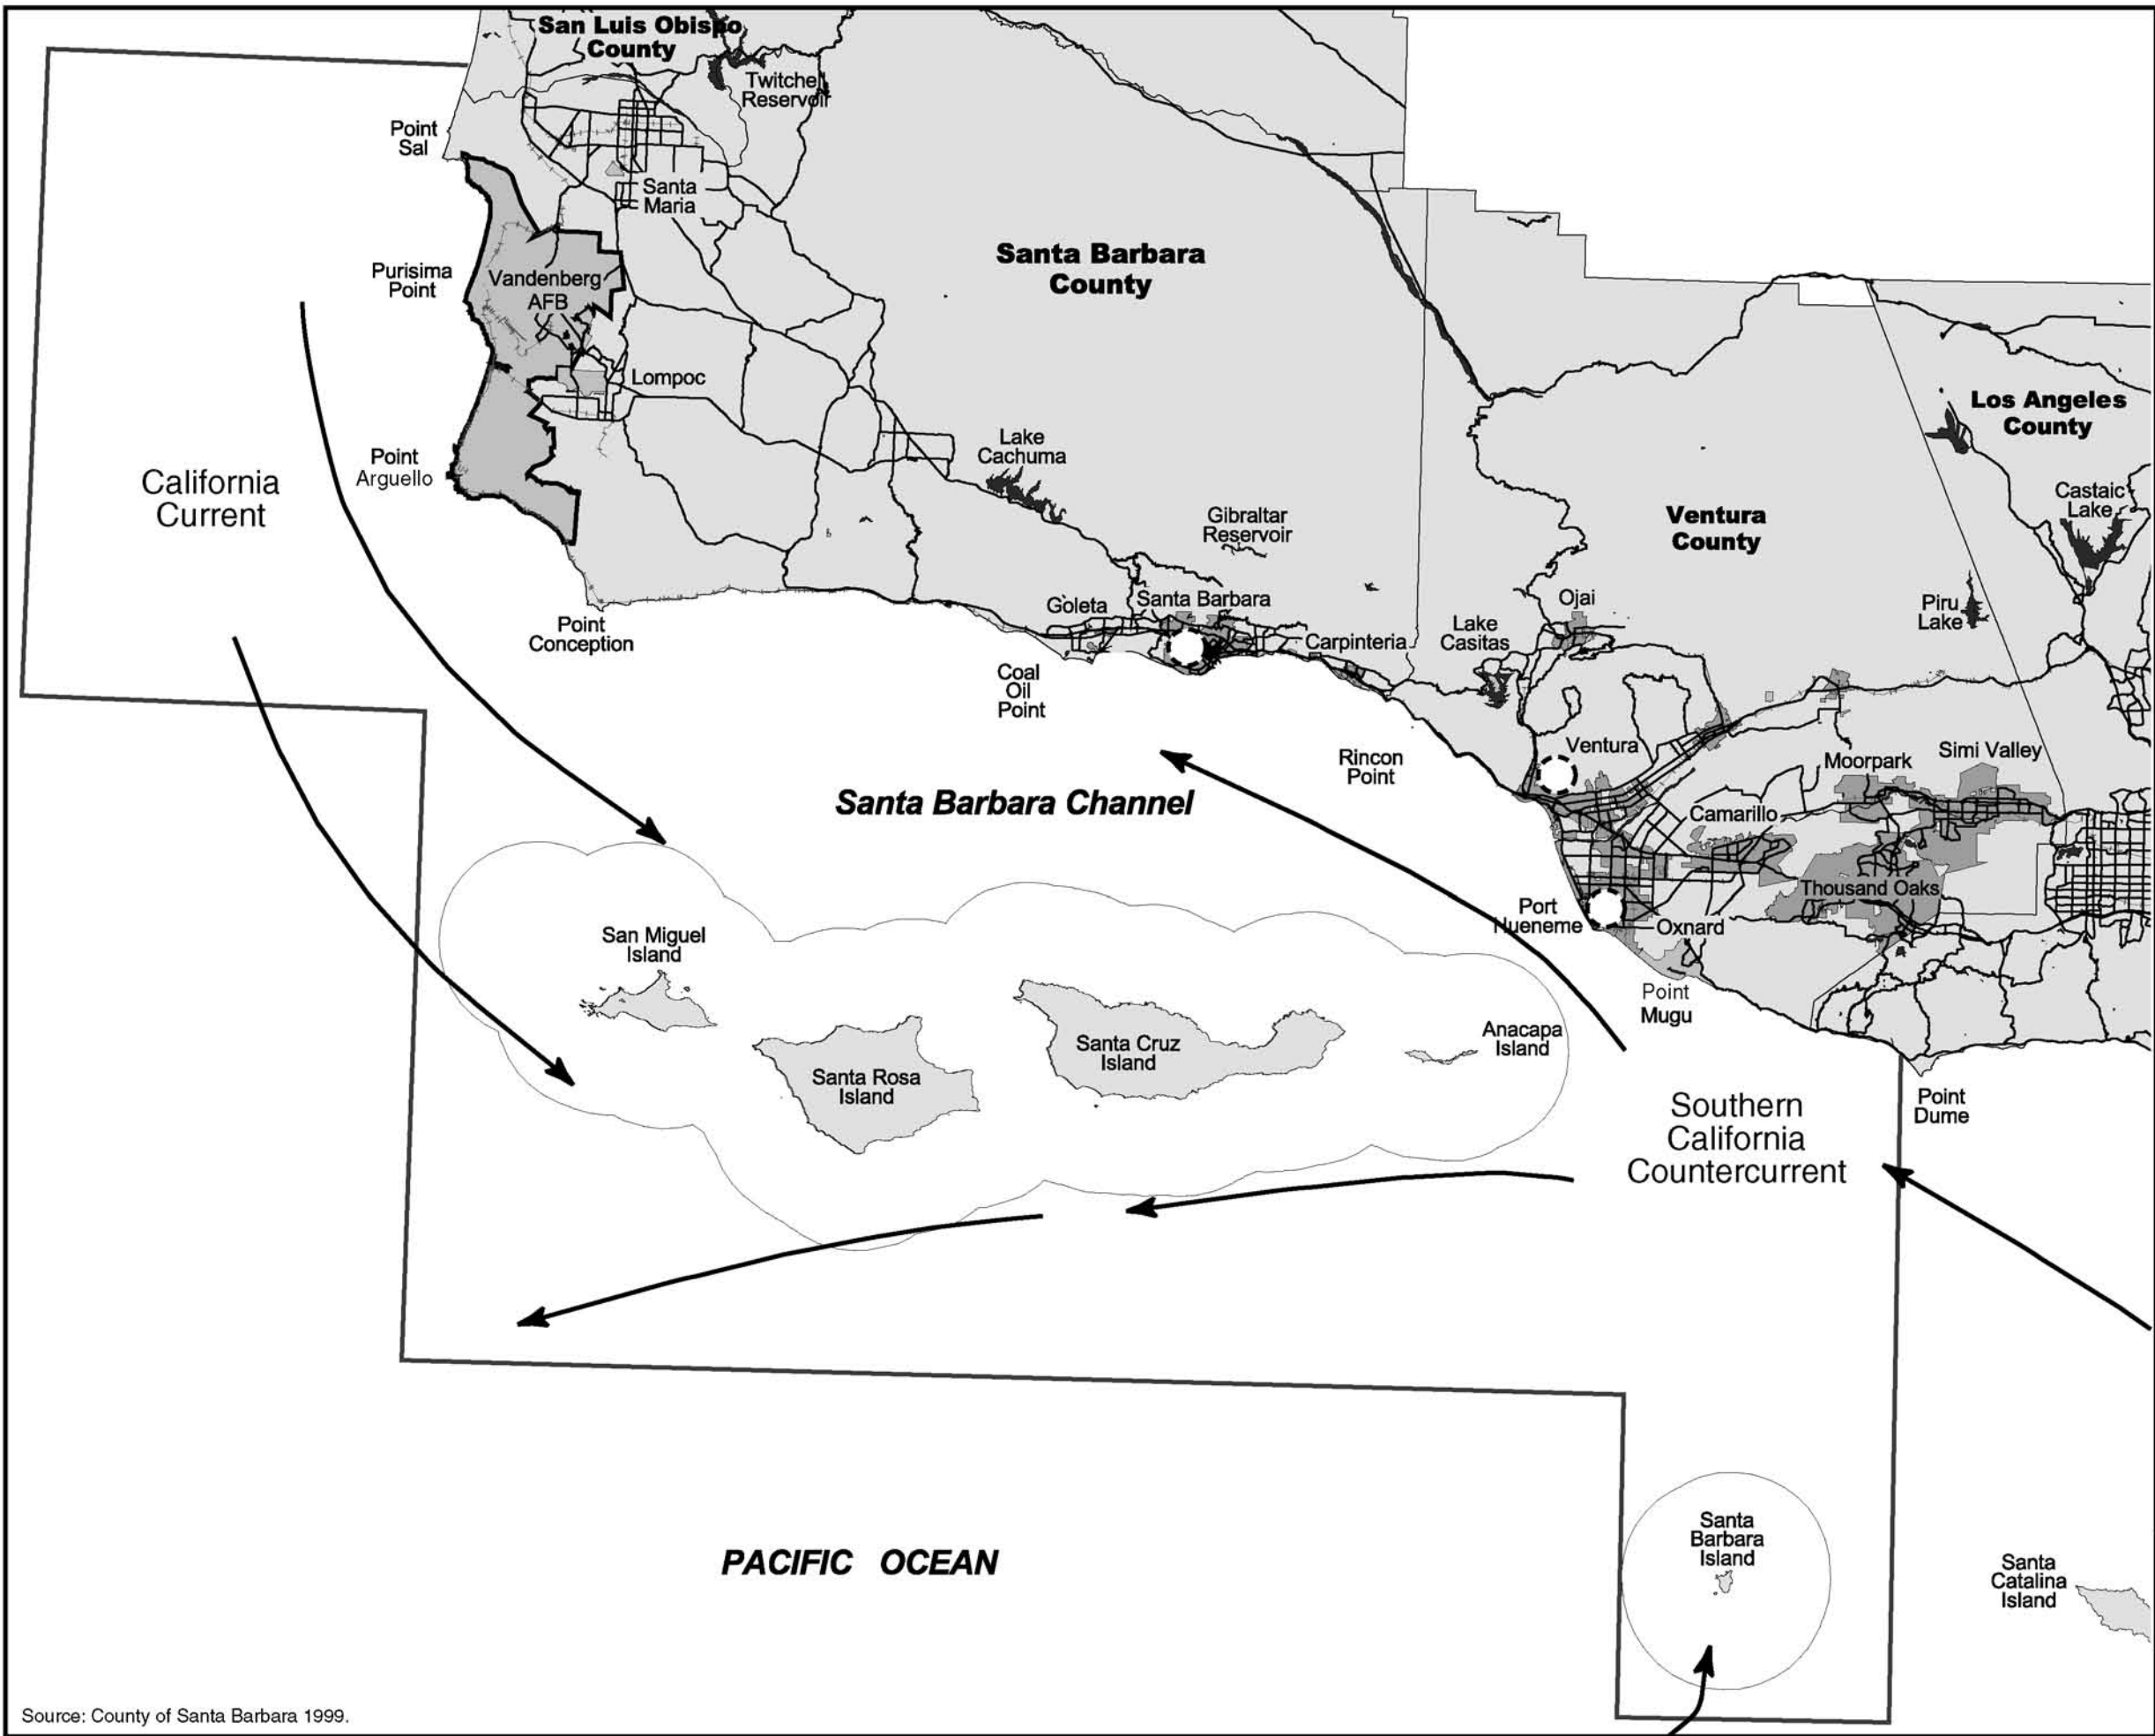 San Luis Obispo
County
Twitchell
Reservoir
Point
Sal
Santa
Maria
Santa Barbara
County
Purisima
Point
Vandenberg
AFB
Lompoc
Los Angeles
County
Point
Arguello
California
Current
Lake
Cachuma
Castaic
Lake
Gibraltar
Reservoir
Ventura
County
Point
Conception
Goleta
Santa Barbara
Carpinteria
Lake
Casitas
Ojai
Piru
Lake
Coal
Oil
Point
Rincon
Point
Ventura
Moorpark
Simi Valley
Santa Barbara Channel
Camarillo
Thousand Oaks
Port
Hueneme
Oxnard
San Miguel
Island
Point
Mugu
Santa Rosa
Island
Santa Cruz
Island
Anacapa
Island
Southern
California
Countercurrent
Point
Dume
PACIFIC OCEAN
Santa
Barbara
Island
Santa
Catalina
Island
Source: County of Santa Barbara 1999.